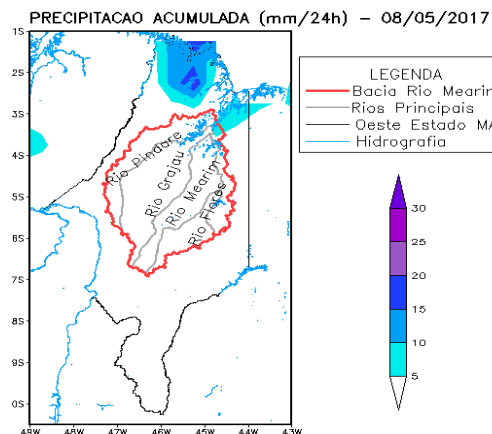 PRECIPITACAO ACUMULADA (mm/24h) – 08/05/2017
1S
2S
3S
4S
5S
6S
7S
8S
9S
0S
49W
48W
47W
46W
45W
44W
43W
LEGENDA
Bacia Rio Mearim
Rios Principais
Oeste Estado MA
Hidrografia
Rio Pindare
Rio Grajau
Rio Mearim
Rio Flores
30
25
20
15
10
5